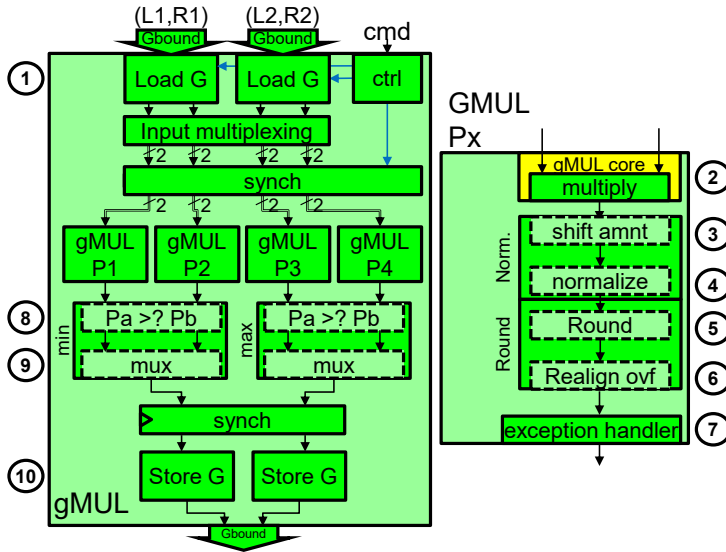 (L1,R1) (L2,R2)
Gbound Gbound cmd
1 Load G Load G ctrl
Input multiplexing
2 2 2 2
synch
2 2 2 2
gMUL P1
gMUL P2
gMUL P3
gMUL P4
8 min Pa >? Pb max Pa >? Pb
9 mux mux
synch
10 Store G Store G
gMUL
Gbound
GMUL
Px
gMUL core
multiply 2
Norm.
shift amnt 3
normalize 4
Round
Round 5
Realign ovf 6
exception handler 7